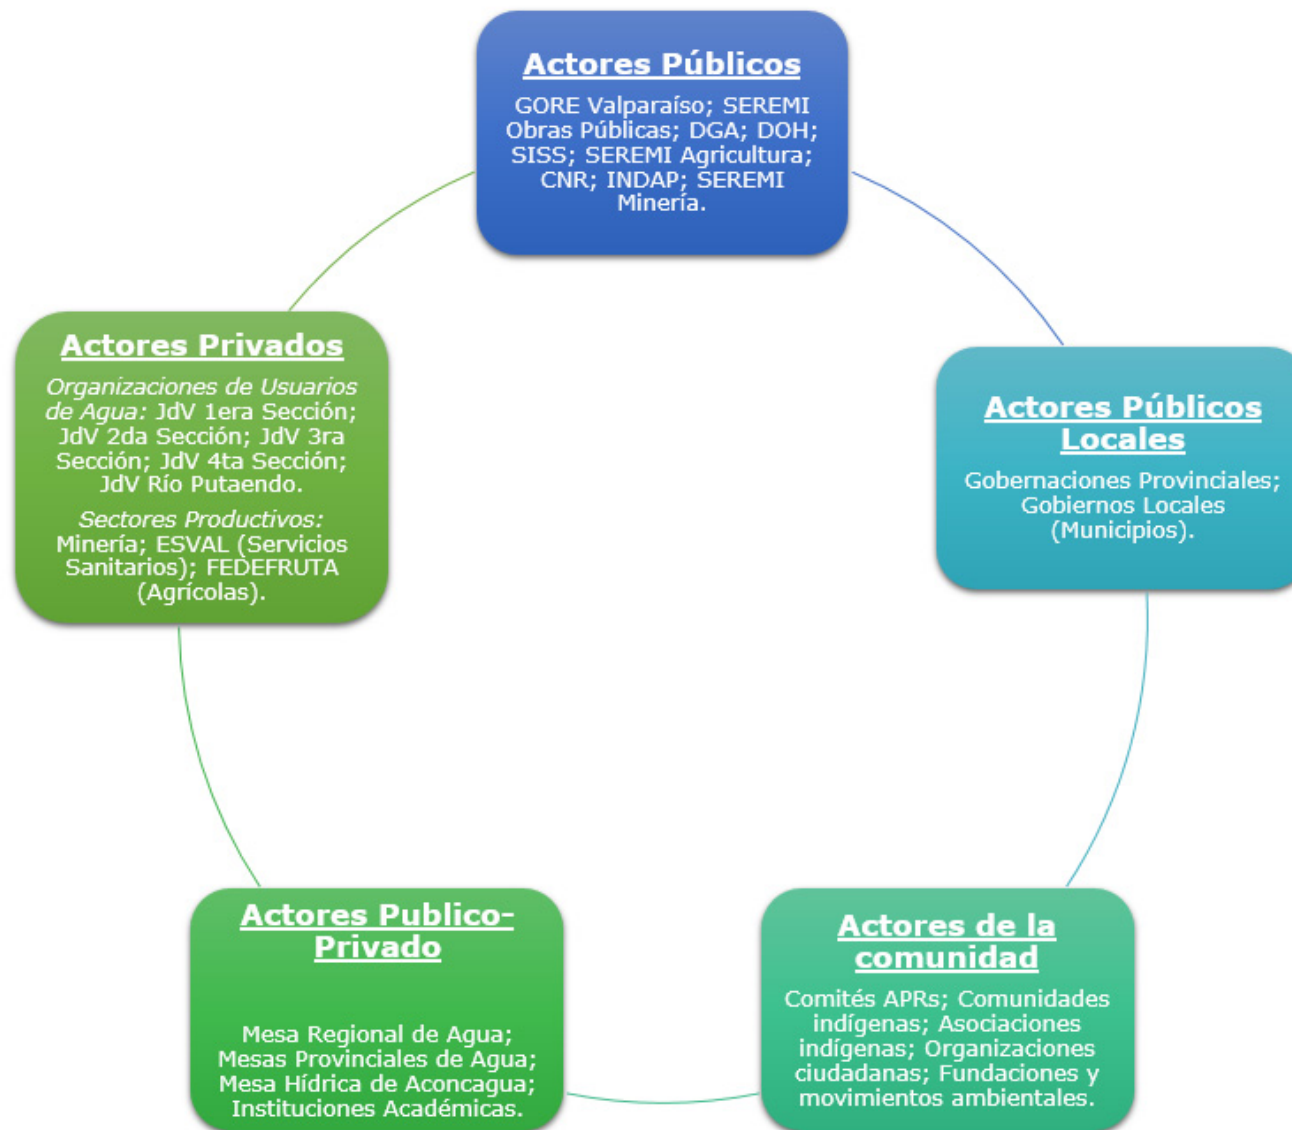 Actores Públicos
GORE Valparaíso; SEREMI
Obras Públicas; DGA; DOH;
SISS; SEREMI Agricultura;
CNR; INDAP; SEREMI
Minería.
Actores Privados
Organizaciones de Usuarios
de Agua: JdV 1era Sección;
JdV 2da Sección; JdV 3ra
Sección; JdV 4ta Sección;
JdV Río Putaendo.
Sectores Productivos:
Minería; ESVAL (Servicios
Sanitarios); FEDEFRUTA
(Agrícolas).
Actores Públicos
Locales
Gobernaciones Provinciales;
Gobiernos Locales
(Municipios).
Actores Publico-
Privado
Mesa Regional de Agua;
Mesas Provinciales de Agua;
Mesa Hídrica de Aconcagua;
Instituciones Académicas.
Actores de la
comunidad
Comités APRs; Comunidades
indígenas; Asociaciones
indígenas; Organizaciones
ciudadanas; Fundaciones y
movimientos ambientales.